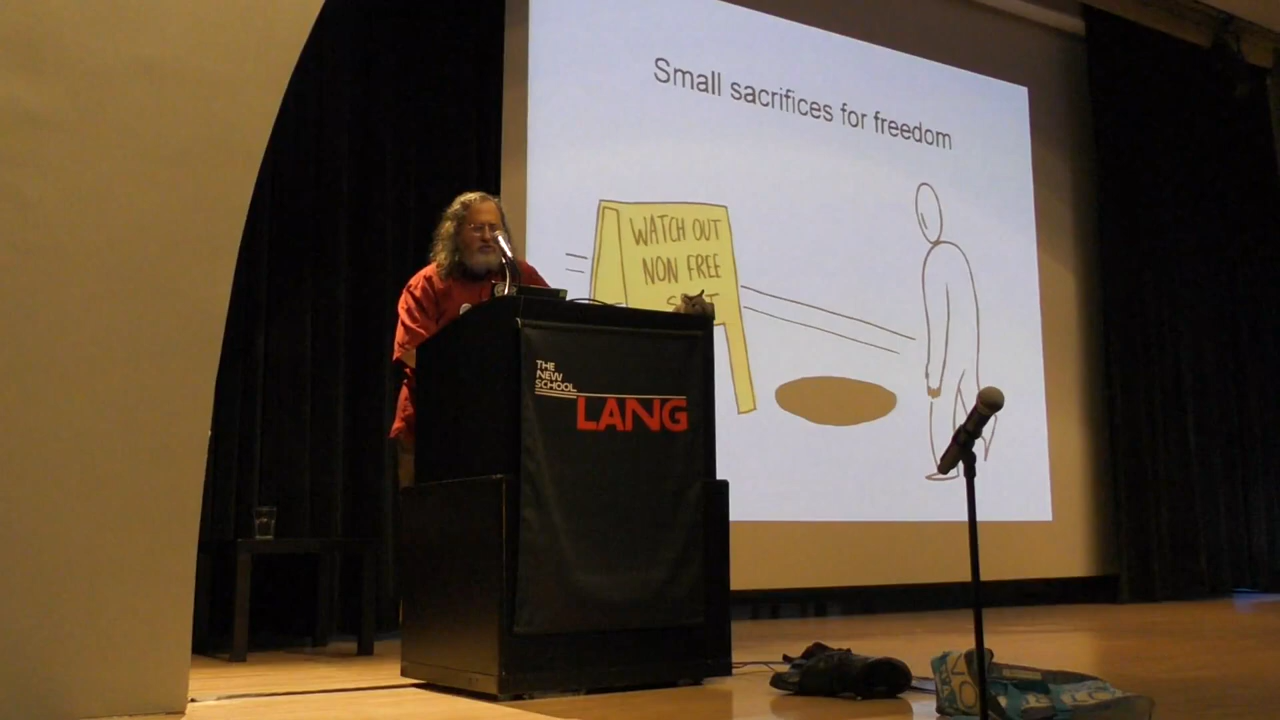 Small sacrifices for freedom
WATCH OUT
NON FREE
THE
NEW
SCHOOL
LANG